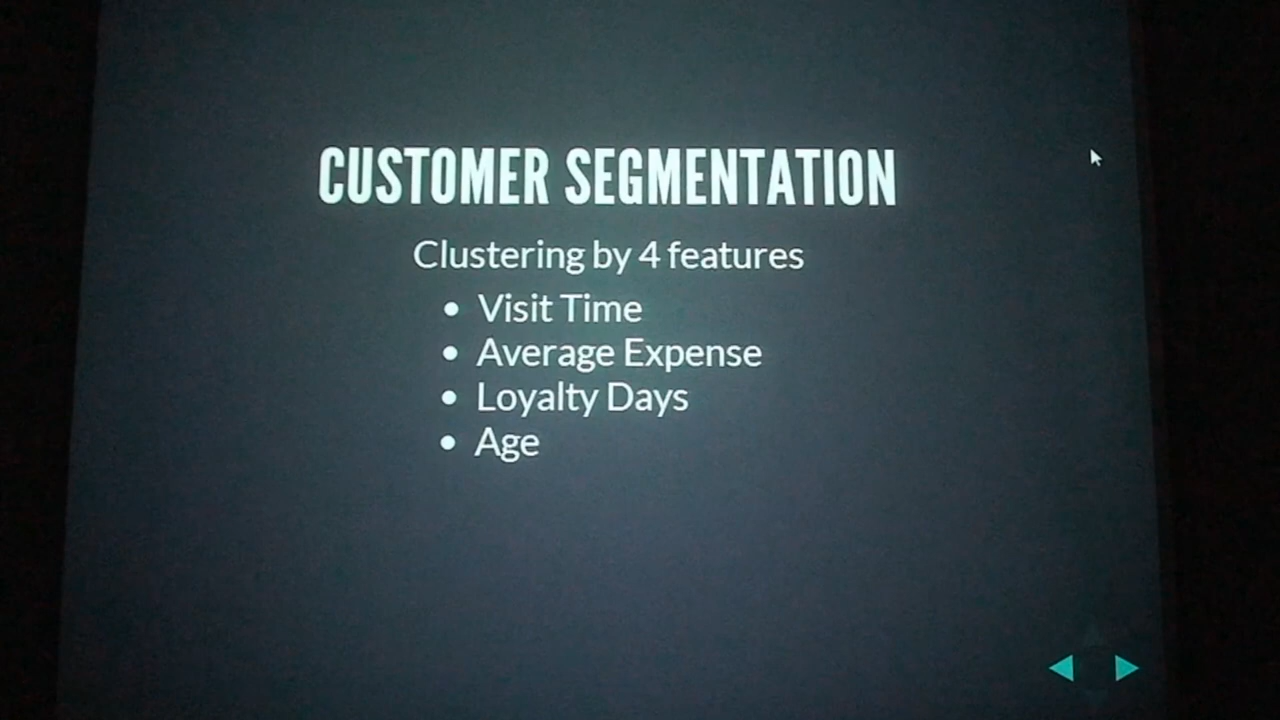 CUSTOMER SEGMENTATION
Clustering by 4 features
• Visit Time
• Average Expense
• Loyalty Days
• Age